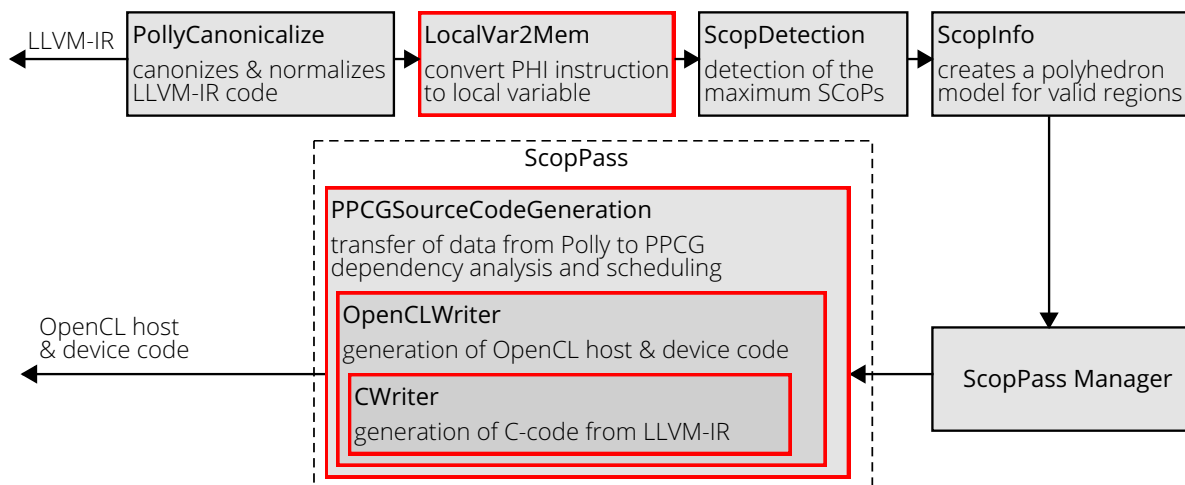 LLVM-IR
PollyCanonicalize
canonizes & normalizes
LLVM-IR code
LocalVar2Mem
convert PHI instruction
to local variable
ScopDetection
detection of the
maximum SCoPs
ScopInfo
creates a polyhedron
model for valid regions
ScopPass
PPCGSourceCodeGeneration
transfer of data from Polly to PPCG
dependency analysis and scheduling
OpenCLWriter
generation of OpenCL host & device code
CWriter
generation of C-code from LLVM-IR
OpenCL host
& device code
ScopPass Manager